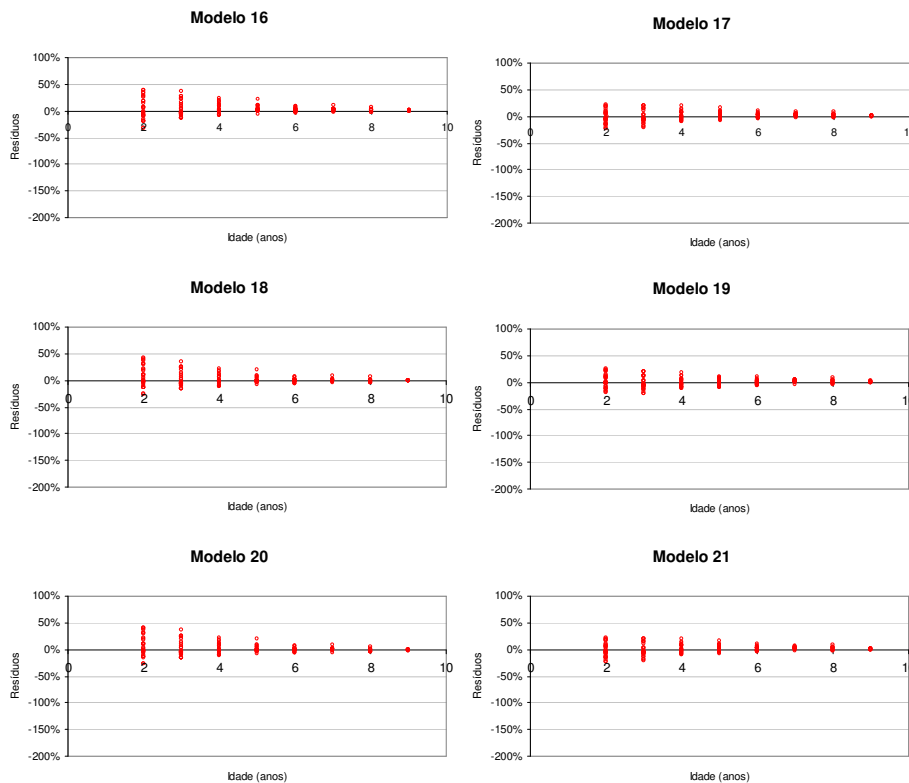 Modelo 16
100%
50%
0%
-50%
-100%
-150%
-200%
0 2 4 6 8 10
Resíduos
Idade (anos)
Modelo 17
100%
50%
0%
-50%
-100%
-150%
-200%
0 2 4 6 8 1
Resíduos
Idade (anos)
Modelo 18
100%
50%
0%
-50%
-100%
-150%
-200%
0 2 4 6 8 10
Resíduos
Idade (anos)
Modelo 19
100%
50%
0%
-50%
-100%
-150%
-200%
0 2 4 6 8 10
Resíduos
Idade (anos)
Modelo 20
100%
50%
0%
-50%
-100%
-150%
-200%
0 2 4 6 8 10
Resíduos
Idade (anos)
Modelo 21
100%
50%
0%
-50%
-100%
-150%
-200%
0 2 4 6 8 10
Resíduos
Idade (anos)